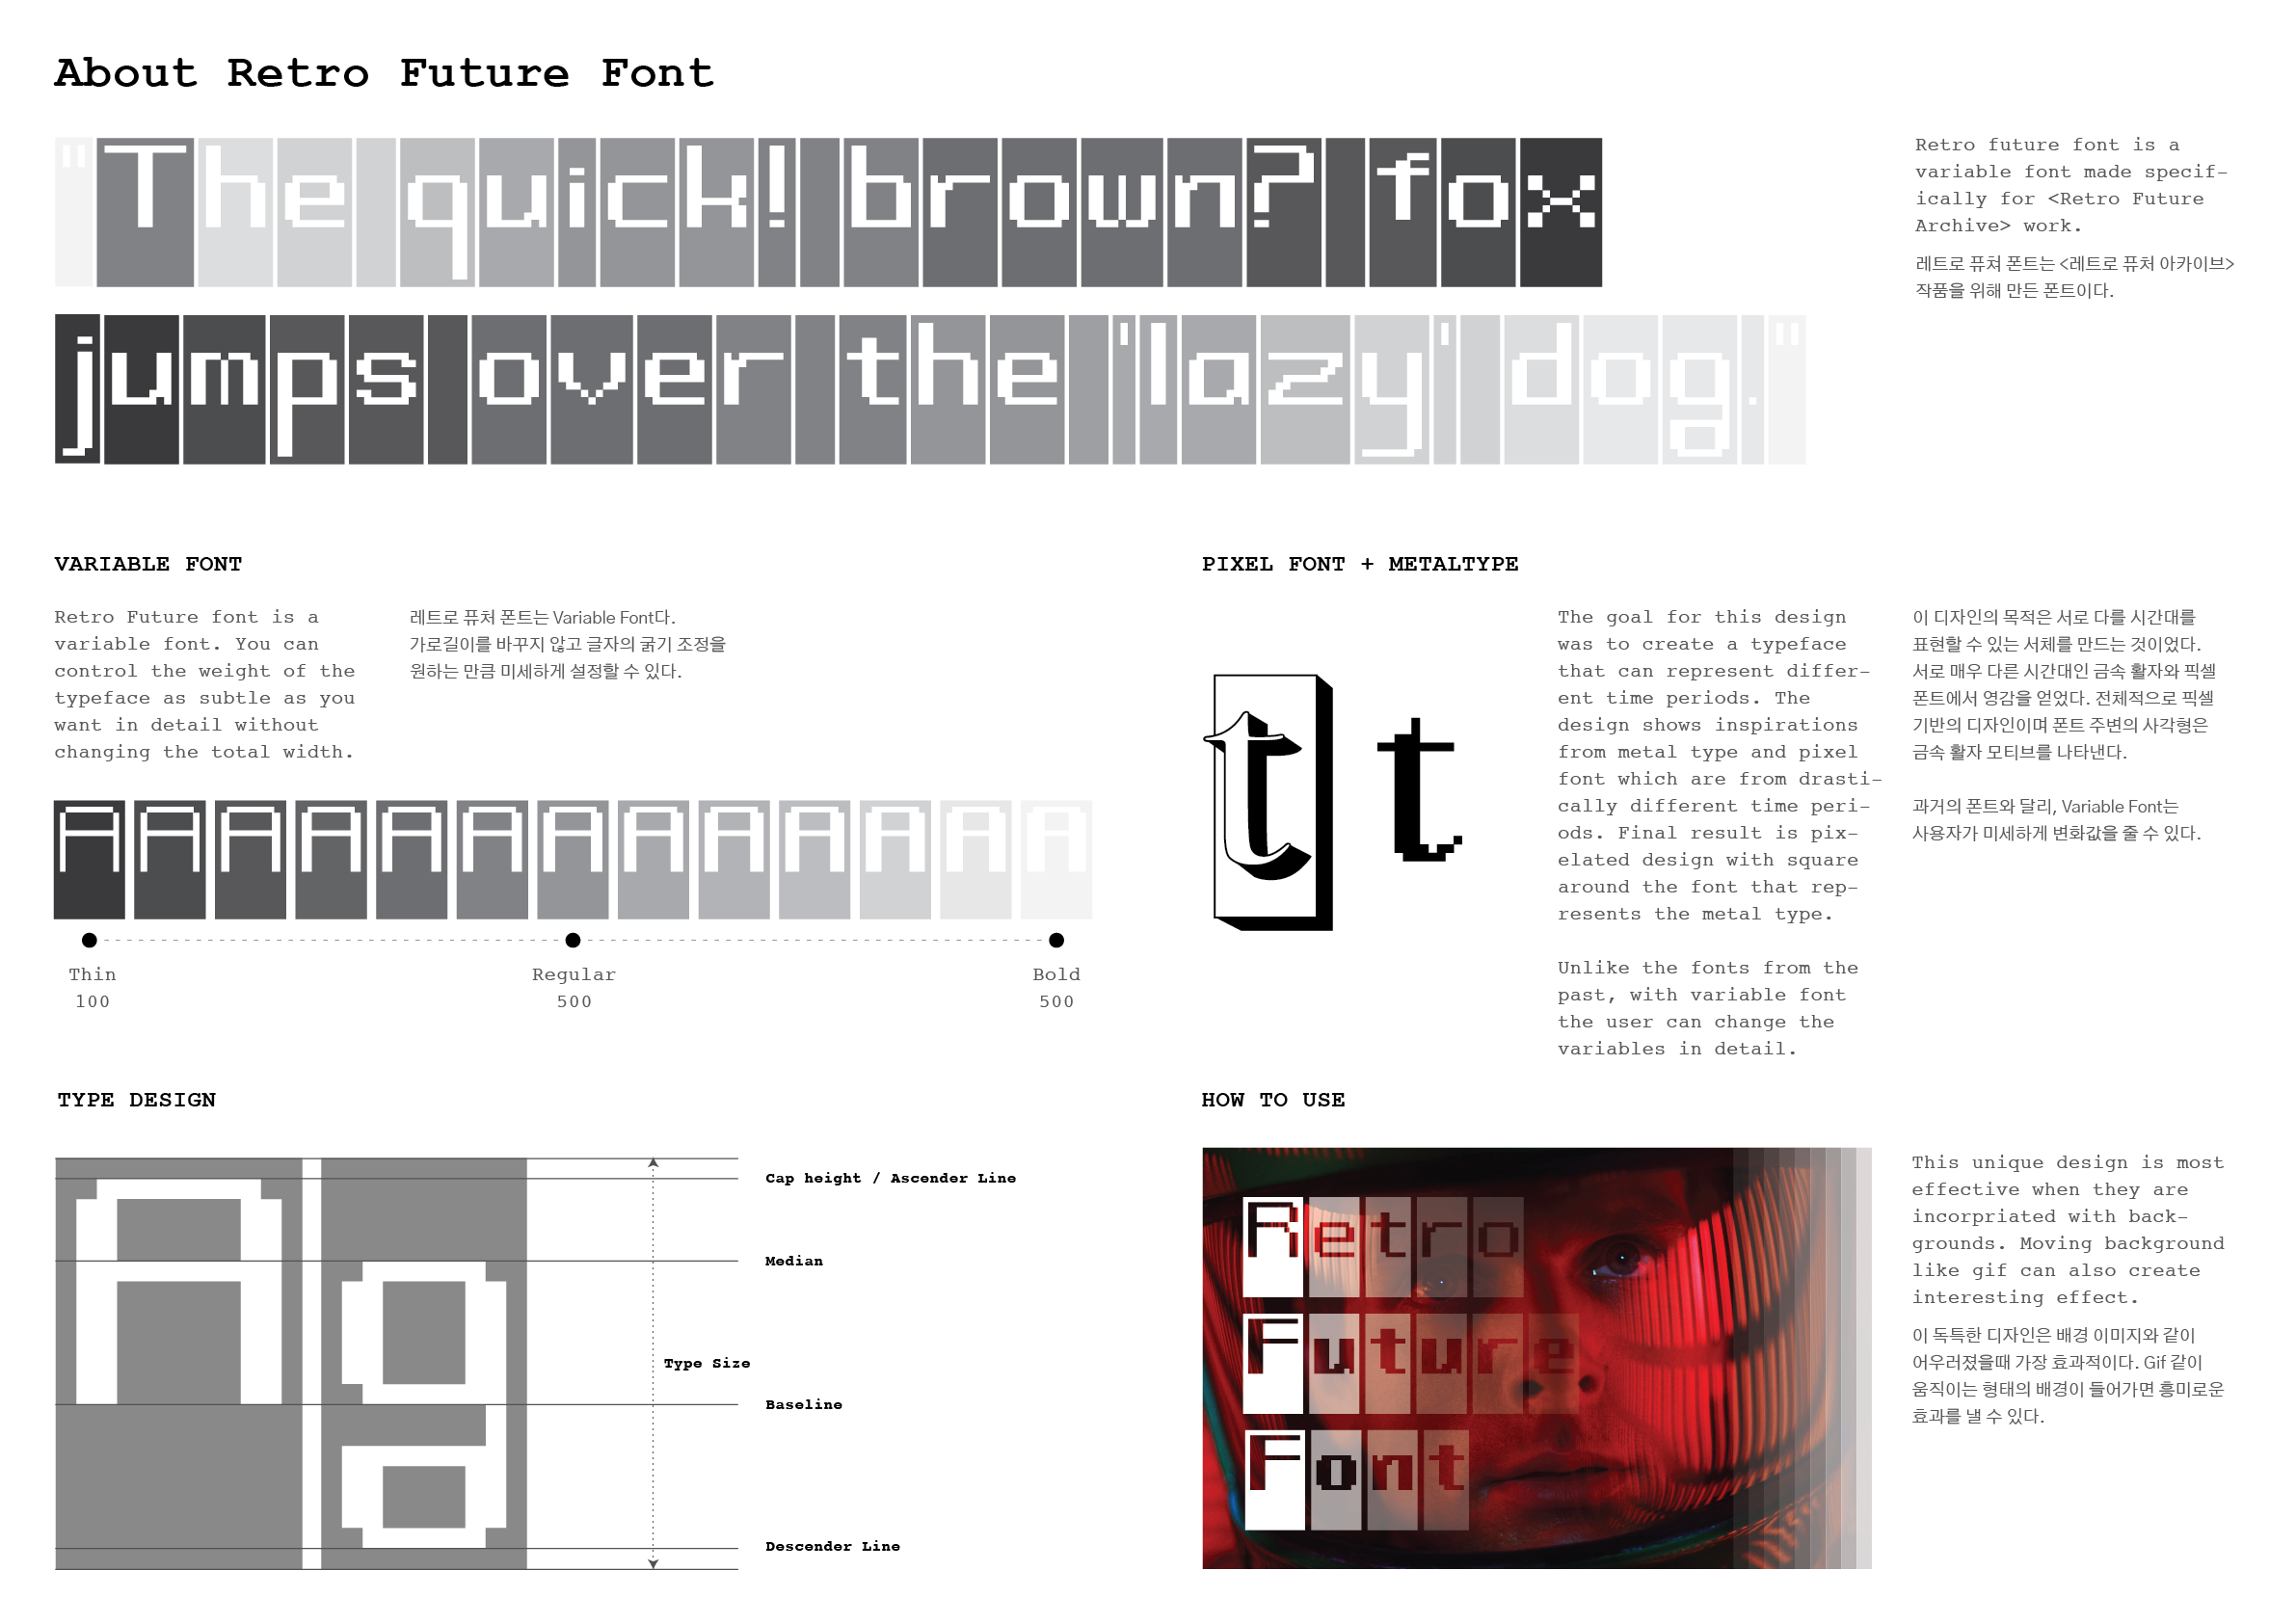 About Retro Future Font
"The quick! brown? fox
jumps over the 'lazy' dog."
Retro future font is a
variable font made specif-
ically for <Retro Future
Archive> work.
레트로 퓨쳐 폰트는 <레트로 퓨처 아카이브>
작품을 위해 만든 폰트이다.
VARIABLE FONT
Retro Future font is a
variable font. You can
control the weight of the
typeface as subtle as you
want in detail without
changing the total width.
레트로 퓨처 폰트는 Variable Font다.
가로길이를 바꾸지 않고 글자의 굵기 조정을
원하는 만큼 미세하게 설정할 수 있다.
A A A A A A A A A A A A A
Thin Regular Bold
100 500 500
PIXEL FONT + METALTYPE
t t
The goal for this design
was to create a typeface
that can represent differ-
ent time periods. The
design shows inspirations
from metal type and pixel
font which are from drasti-
cally different time peri-
ods. Final result is pix-
elated design with square
around the font that rep-
resents the metal type.
Unlike the fonts from the
past, with variable font
the user can change the
variables in detail.
이 디자인의 목적은 서로 다를 시간대를
표현할 수 있는 서체를 만드는 것이었다.
서로 매우 다른 시간대인 금속 활자와 픽셀
폰트에서 영감을 얻었다. 전체적으로 픽셀
기반의 디자인이며 폰트 주변의 사각형은
금속 활자 모티브를 나타낸다.
과거의 폰트와 달리, Variable Font는
사용자가 미세하게 변화값을 줄 수 있다.
TYPE DESIGN
Ag
Cap height / Ascender Line
Median
Type Size
Baseline
Descender Line
HOW TO USE
Retro
Future
Font
This unique design is most
effective when they are
incorpriated with back-
grounds. Moving background
like gif can also create
interesting effect.
이 독특한 디자인은 배경 이미지와 같이
어우러졌을때 가장 효과적이다. Gif 같이
움직이는 형태의 배경이 들어가면 흥미로운
효과를 낼 수 있다.